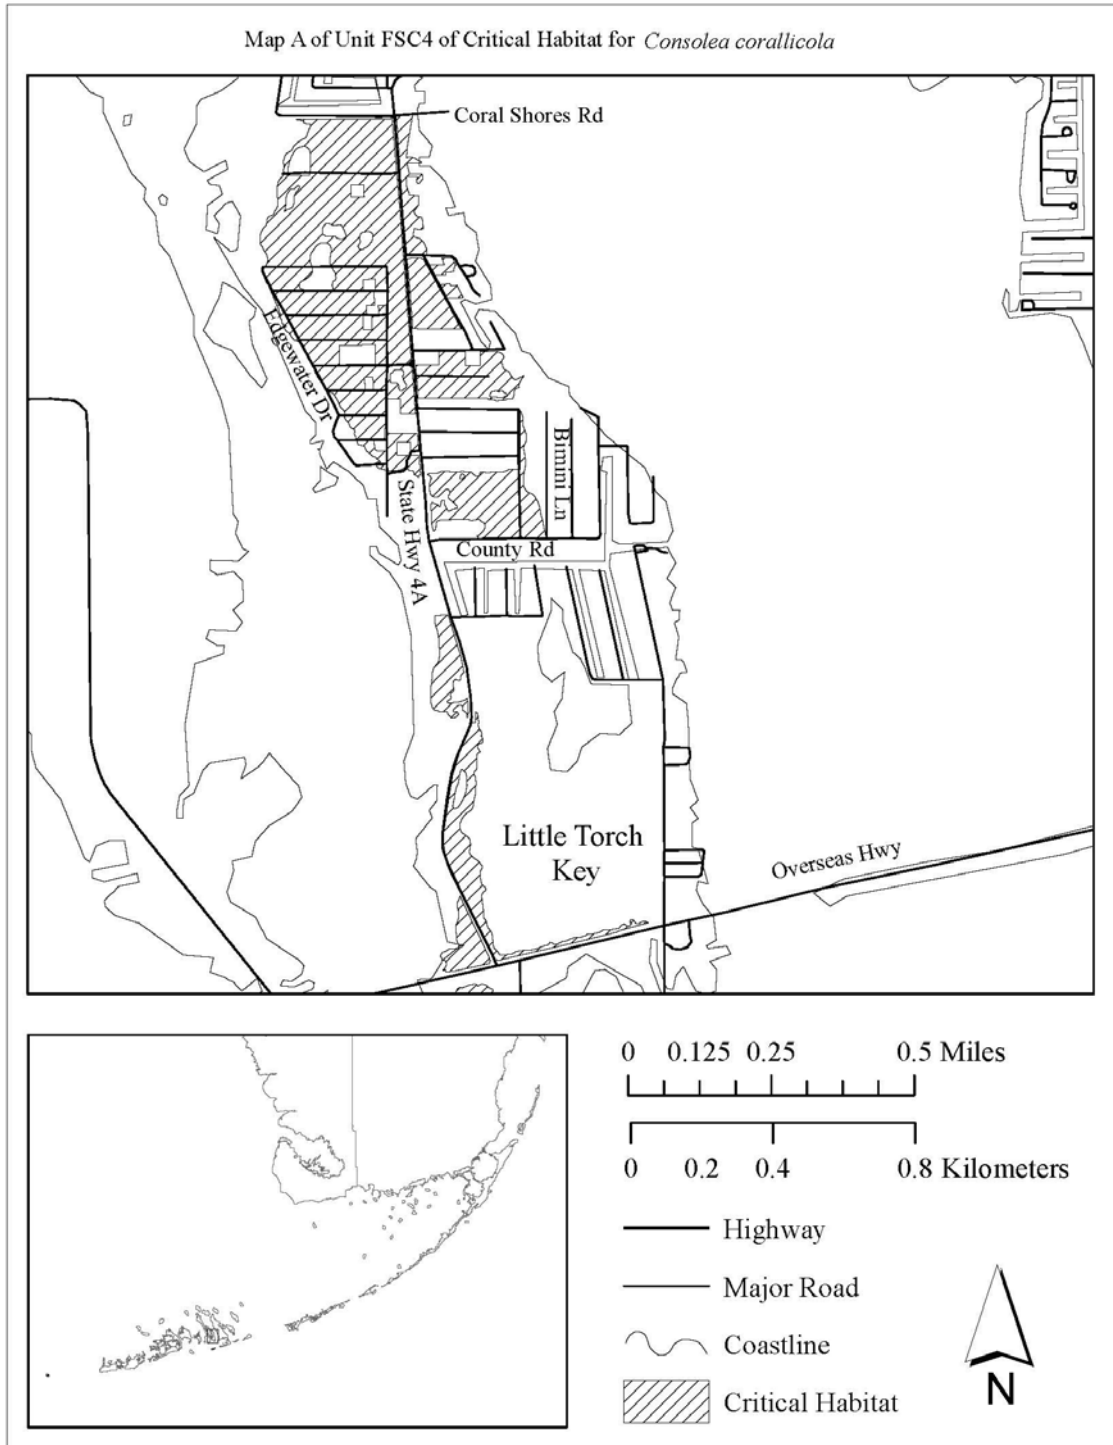 Map A of Unit FSC4 of Critical Habitat for Consolea corallicola
Coral Shores Rd
Edgewater Dr
Bimini Ln
State Hwy 4A
County Rd
Little Torch
Key
Overseas Hwy
0 0.125 0.25 0.5 Miles
0 0.2 0.4 0.8 Kilometers
Highway
Major Road
Coastline
Critical Habitat
N